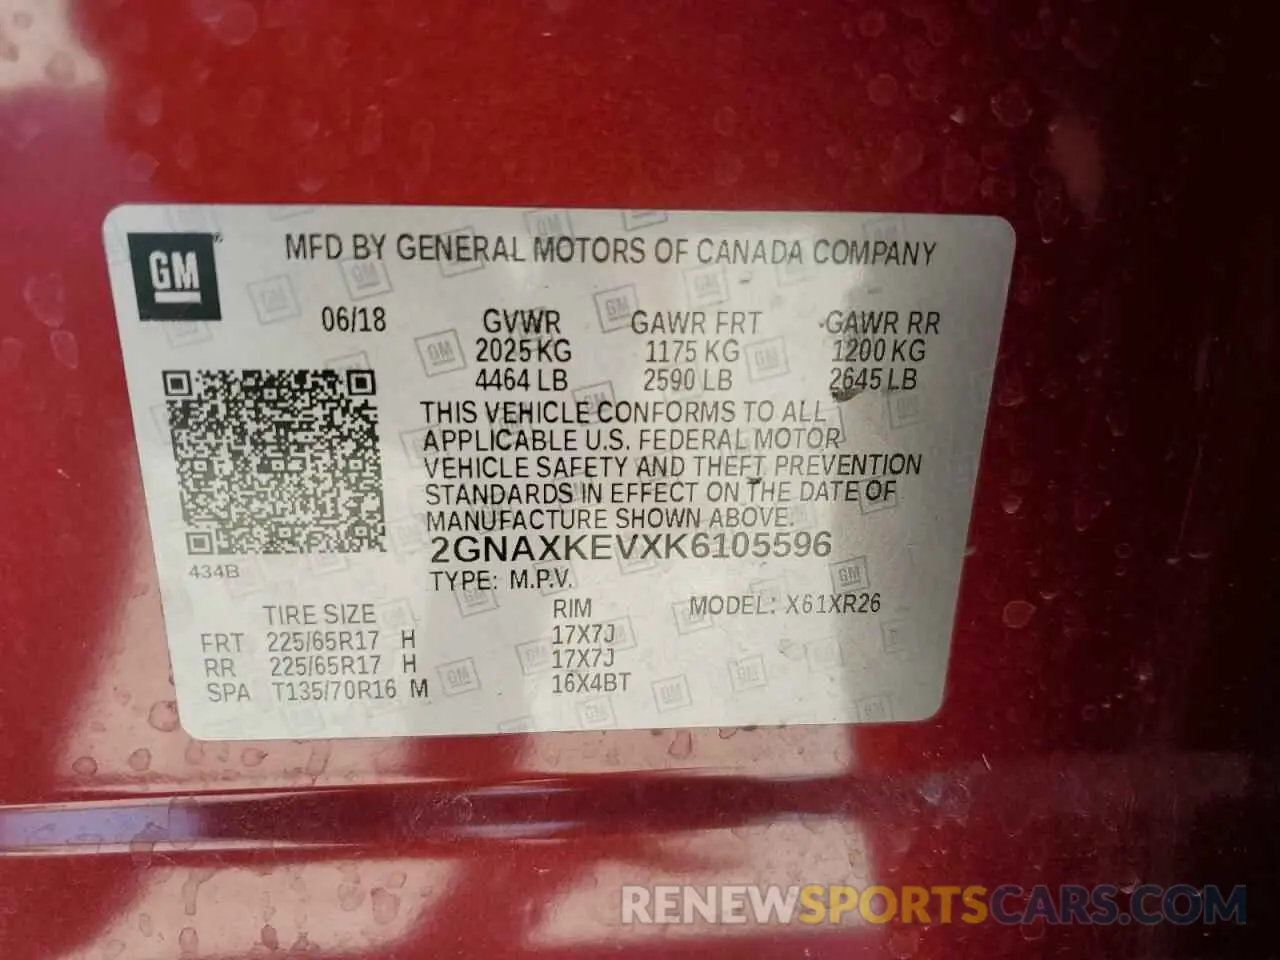 GM
MFD BY GENERAL MOTORS OF CANADA COMPANY
06/18 GVWR GAWR FRT GAWR RR
2025 KG 1175 KG 1200 KG
4464 LB 2590 LB 2645 LB
THIS VEHICLE CONFORMS TO ALL
APPLICABLE U.S. FEDERAL MOTOR
VEHICLE SAFETY AND THEFT PREVENTION
STANDARDS IN EFFECT ON THE DATE OF
MANUFACTURE SHOWN ABOVE.
2GNAXKEVXK6105596
434B
TYPE: M.P.V.
TIRE SIZE RIM MODEL: X61XR26
FRT 225/65R17 H 17X7J
RR 225/65R17 H 17X7J
SPA T135/70R16 M 16X4BT
RENEWSPORTSCARS.COM